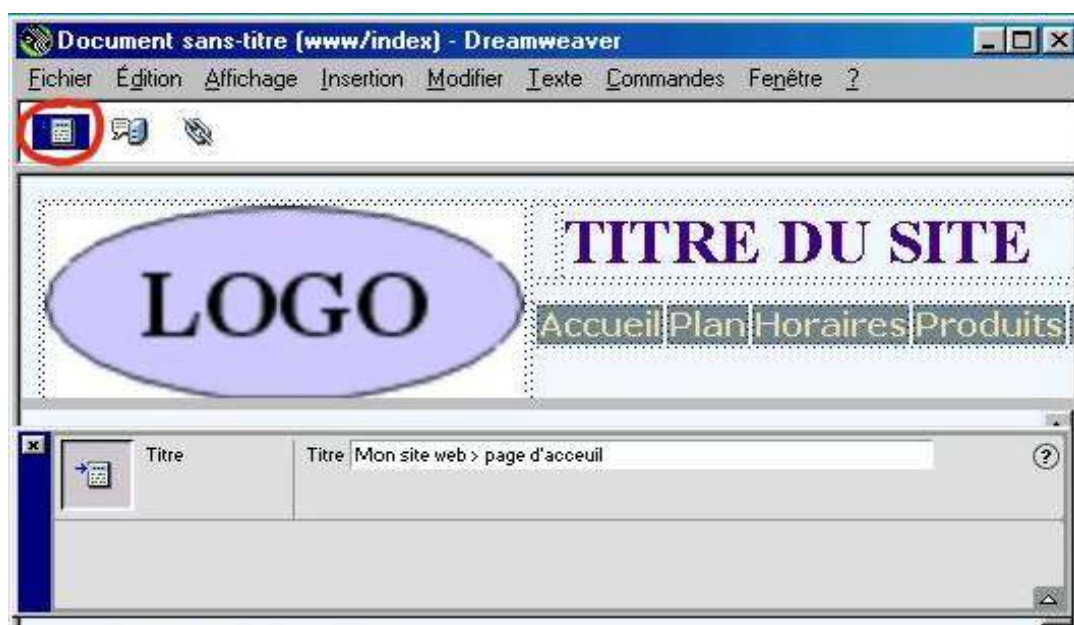 Document sans-titre (www/index) - Dreamweaver
Fichier Édition Affichage Insertion Modifier Texte Commandes Fenêtre ?
TITRE DU SITE
LOGO
Accueil Plan Horaires Produits
Titre Titre Mon site web > page d'acceuil